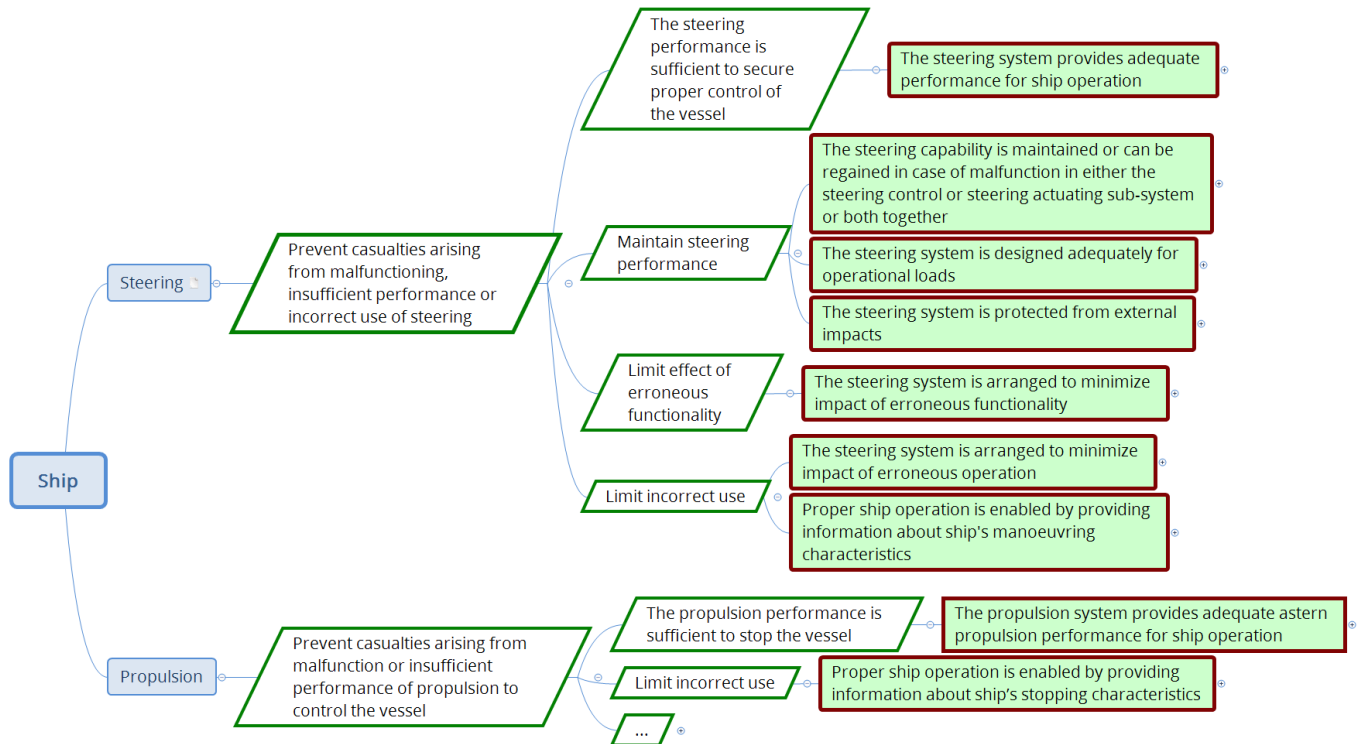 Ship
Steering
Prevent casualties arising
from malfunctioning,
insufficient performance or
incorrect use of steering
The steering
performance is
sufficient to secure
proper control of
the vessel
The steering system provides adequate
performance for ship operation
Maintain steering
performance
The steering capability is maintained or can be
regained in case of malfunction in either the
steering control or steering actuating sub-system
or both together
The steering system is designed adequately for
operational loads
The steering system is protected from external
impacts
Limit effect of
erroneous
functionality
The steering system is arranged to minimize
impact of erroneous functionality
Limit incorrect use
The steering system is arranged to minimize
impact of erroneous operation
Proper ship operation is enabled by providing
information about ship's manoeuvring
characteristics
Propulsion
Prevent casualties arising from
malfunction or insufficient
performance of propulsion to
control the vessel
The propulsion performance is
sufficient to stop the vessel
The propulsion system provides adequate astern
propulsion performance for ship operation
Limit incorrect use
Proper ship operation is enabled by providing
information about ship’s stopping characteristics
...